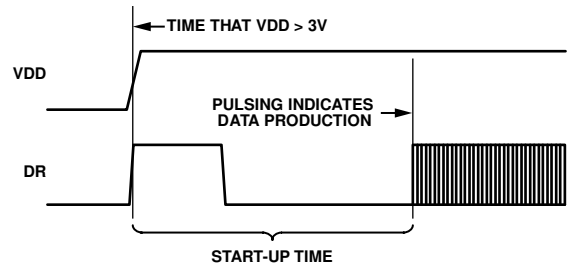 TIME THAT VDD > 3V
VDD
PULSING INDICATES
DATA PRODUCTION
DR
START-UP TIME